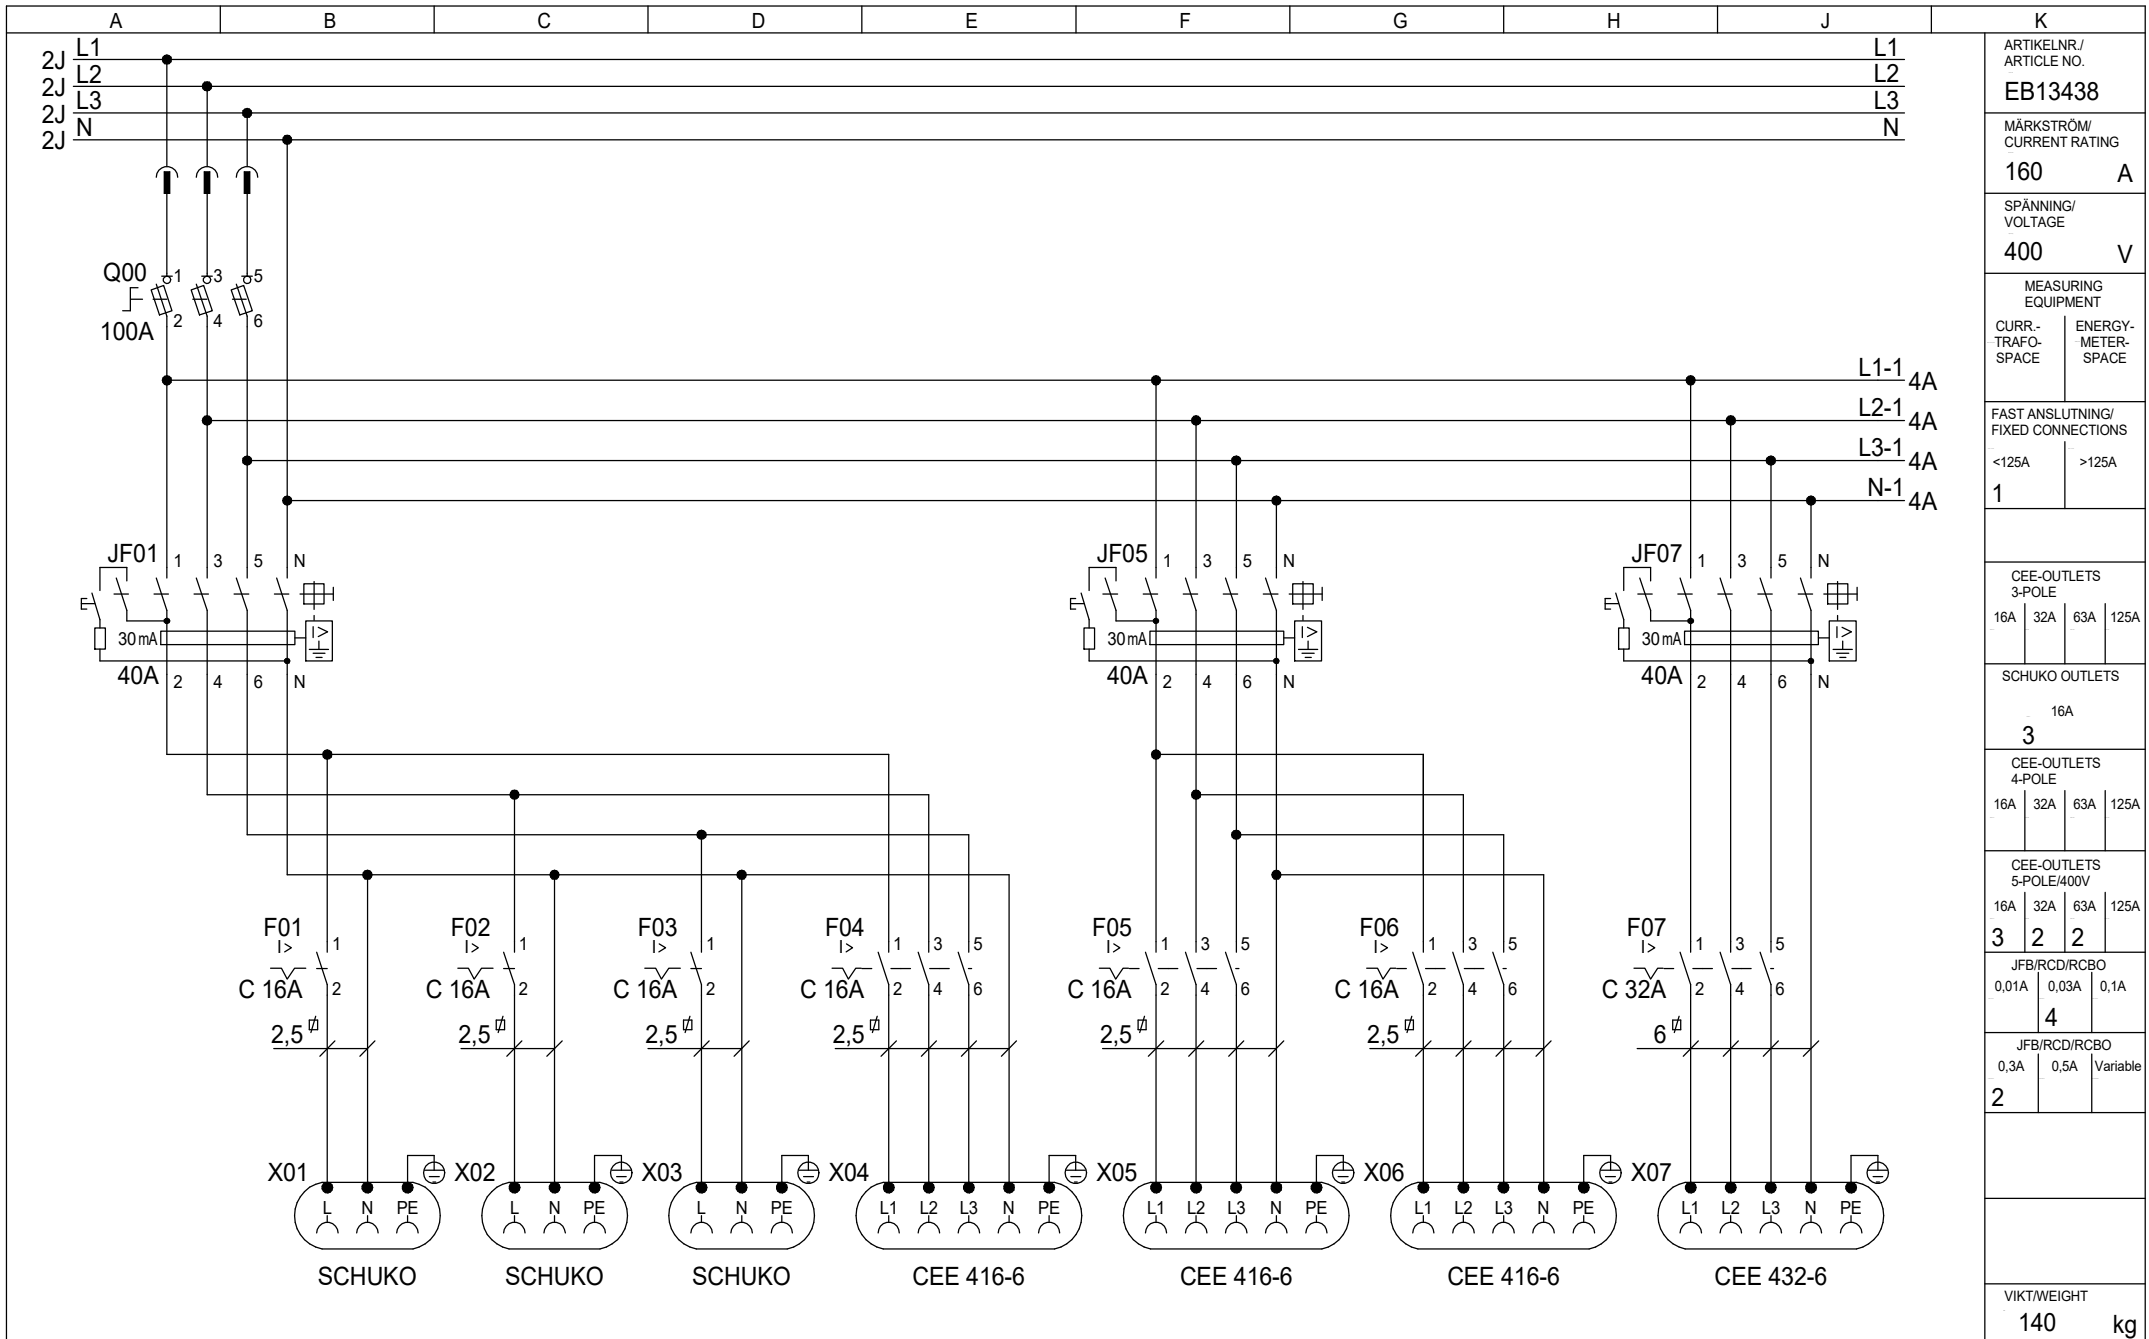 A B C D E F G H J K
2J L1 L1
2J L2 L2
2J L3 L3
2J N N
Q00 1 3 5
100A 2 4 6
L1-1 4A
L2-1 4A
L3-1 4A
N-1 4A
JF01 1 3 5 N
30 mA I>
40A 2 4 6 N
JF05 1 3 5 N
30 mA I>
40A 2 4 6 N
JF07 1 3 5 N
30 mA I>
40A 2 4 6 N
F01 I> 1
C 16A 2
2,5
F02 I> 1
C 16A 2
2,5
F03 I> 1
C 16A 2
2,5
F04 I> 1 3 5
C 16A 2 4 6
2,5
F05 I> 1 3 5
C 16A 2 4 6
2,5
F06 I> 1 3 5
C 16A 2 4 6
2,5
F07 I> 1 3 5
C 32A 2 4 6
6
X01 L N PE
SCHUKO
X02 L N PE
SCHUKO
X03 L N PE
SCHUKO
X04 L1 L2 L3 N PE
CEE 416-6
X05 L1 L2 L3 N PE
CEE 416-6
X06 L1 L2 L3 N PE
CEE 416-6
X07 L1 L2 L3 N PE
CEE 432-6
ARTIKELNR./
ARTICLE NO.
EB13438
MÄRKSTRÖM/
CURRENT RATING
160 A
SPÄNNING/
VOLTAGE
400 V
MEASURING
EQUIPMENT
CURR.- ENERGY-
TRAFO- METER-
SPACE SPACE
FAST ANSLUTNING/
FIXED CONNECTIONS
<125A >125A
1
CEE-OUTLETS
3-POLE
16A 32A 63A 125A
SCHUKO OUTLETS
16A
3
CEE-OUTLETS
4-POLE
16A 32A 63A 125A
CEE-OUTLETS
5-POLE/400V
16A 32A 63A 125A
3 2 2
JFB/RCD/RCBO
0,01A 0,03A 0,1A
4
JFB/RCD/RCBO
0,3A 0,5A Variable
2
VIKT/WEIGHT
140 kg